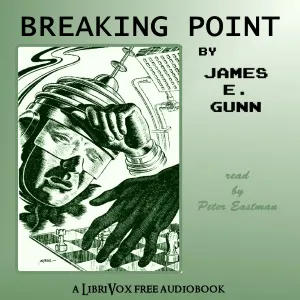 BREAKING POINT
BY
JAMES
E.
GUNN
read
by
Peter Eastman
A LIBRIVOX FREE AUDIOBOOK